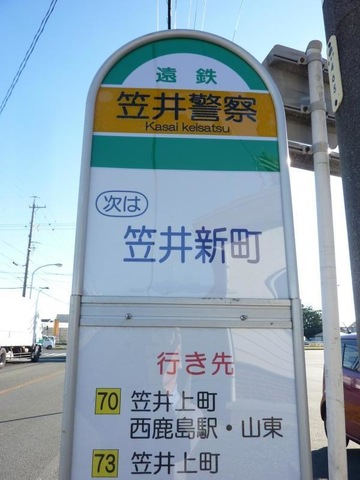 遠鉄
笠井警察
Kasai keisatsu
次は
笠井新町
行き先
70 笠井上町
西鹿島駅・山東
73 笠井上町